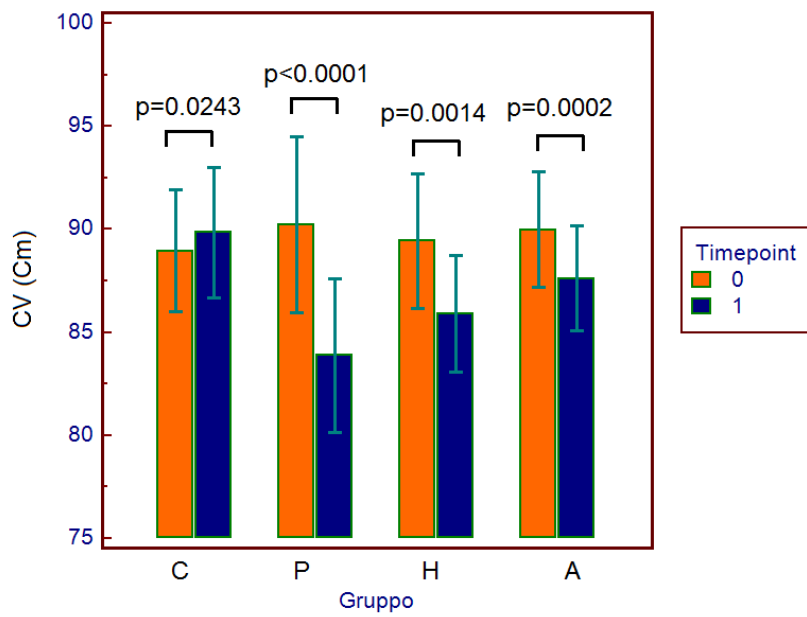 100
95
90
85
80
75
CV (Cm)
p=0.0243
p<0.0001
p=0.0014
p=0.0002
C
P
H
A
Gruppo
Timepoint
0
1